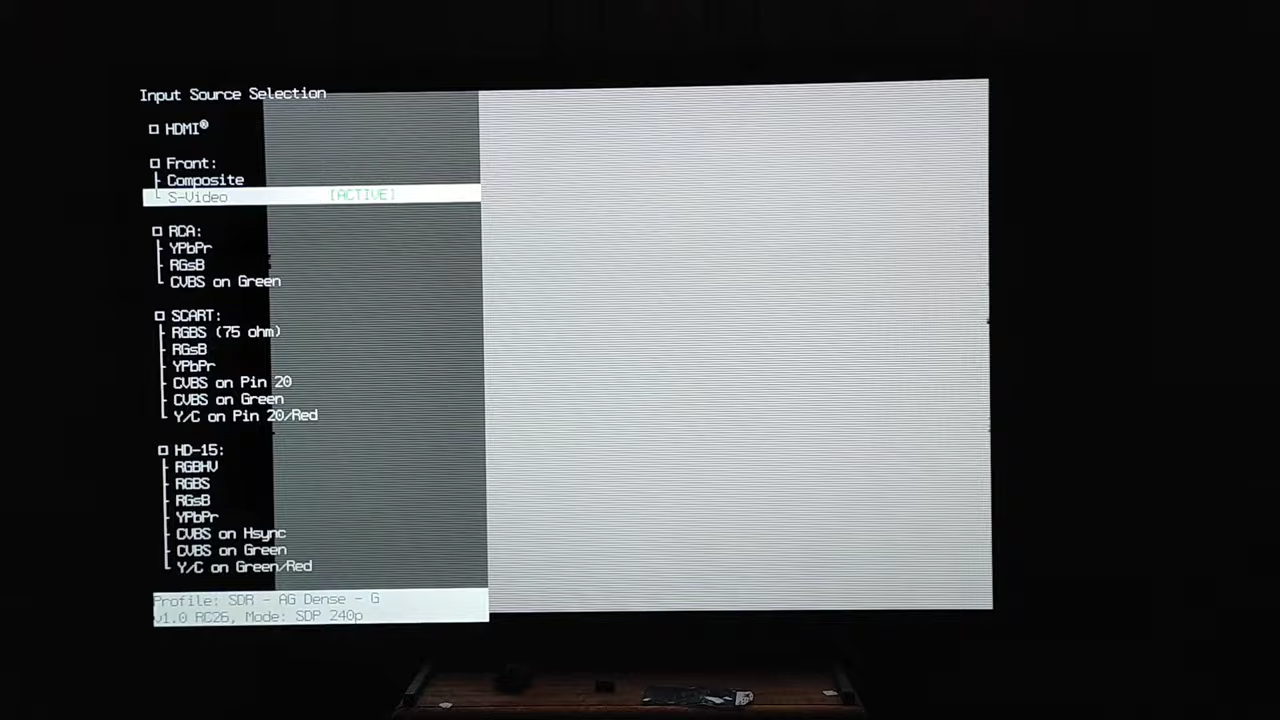 Input Source Selection
HDMI®
Front:
Composite
S-Video [ACTIVE]
RCA:
YPbPr
RGsB
CVBS on Green
SCART:
RGBS (75 ohm)
RGsB
YPbPr
CVBS on Pin 20
CVBS on Green
Y/C on Pin 20/Red
HD-15:
RGBHV
RGBS
RGsB
YPbPr
CVBS on Hsync
CVBS on Green
Y/C on Green/Red
Profile: SDR - AG Dense - G
v1.0 RC26, Mode: SDP 240p